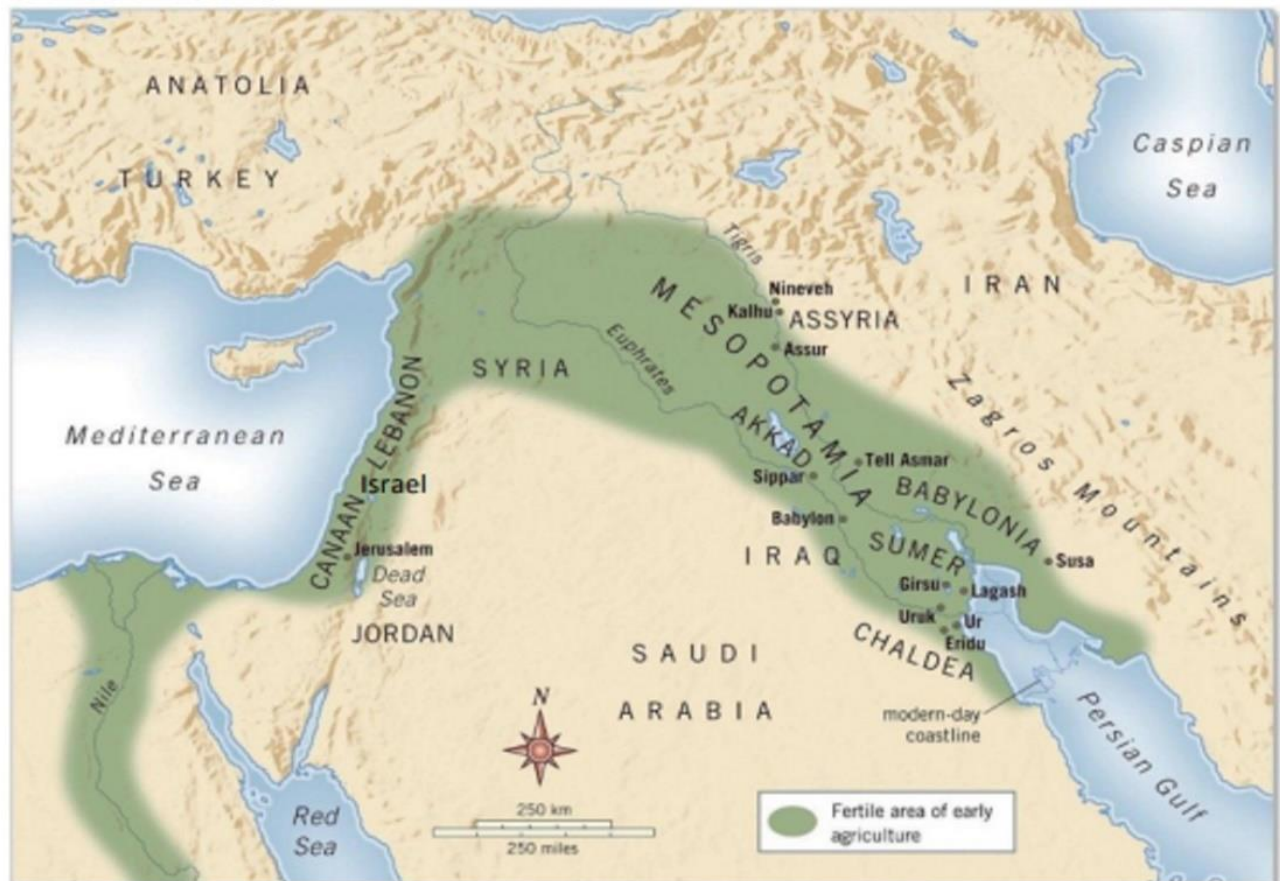 ANATOLIA
TURKEY
Caspian
Sea
Tigris
IRAN
MESOPOTAMIA
Nineveh
Kalhu
ASSYRIA
Assur
Euphrates
SYRIA
Zagros Mountains
Mediterranean
Sea
CANAAN
LEBANON
Israel
AKKAD
Tell Asmar
Sippar
BABYLONIA
Babylon
SUMER
IRAQ
Susa
Jerusalem
Dead
Sea
JORDAN
Girsu
Lagash
Uruk
Ur
Eridu
CHALDEA
SAUDI
ARABIA
Nile
N
modern-day
coastline
Persian Gulf
Red
Sea
250 km
250 miles
Fertile area of early
agriculture